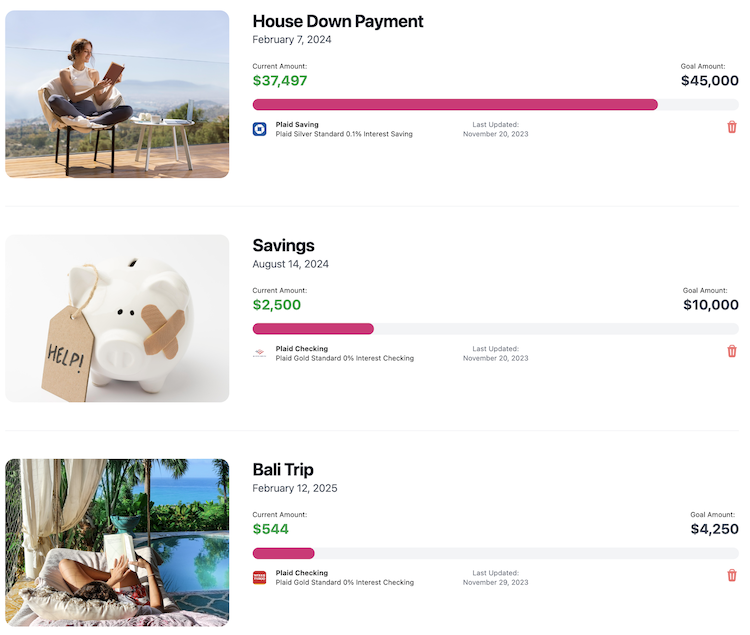 House Down Payment
February 7, 2024
Current Amount:
Goal Amount:
$37,497
$45,000
Plaid Saving
Plaid Silver Standard 0.1% Interest Saving
Last Updated:
November 20, 2023
Savings
August 14, 2024
Current Amount:
Goal Amount:
$2,500
$10,000
HELP!
Plaid Checking
Plaid Gold Standard 0% Interest Checking
Last Updated:
November 20, 2023
Bali Trip
February 12, 2025
Current Amount:
Goal Amount:
$544
$4,250
Plaid Checking
Plaid Gold Standard 0% Interest Checking
Last Updated:
November 29, 2023